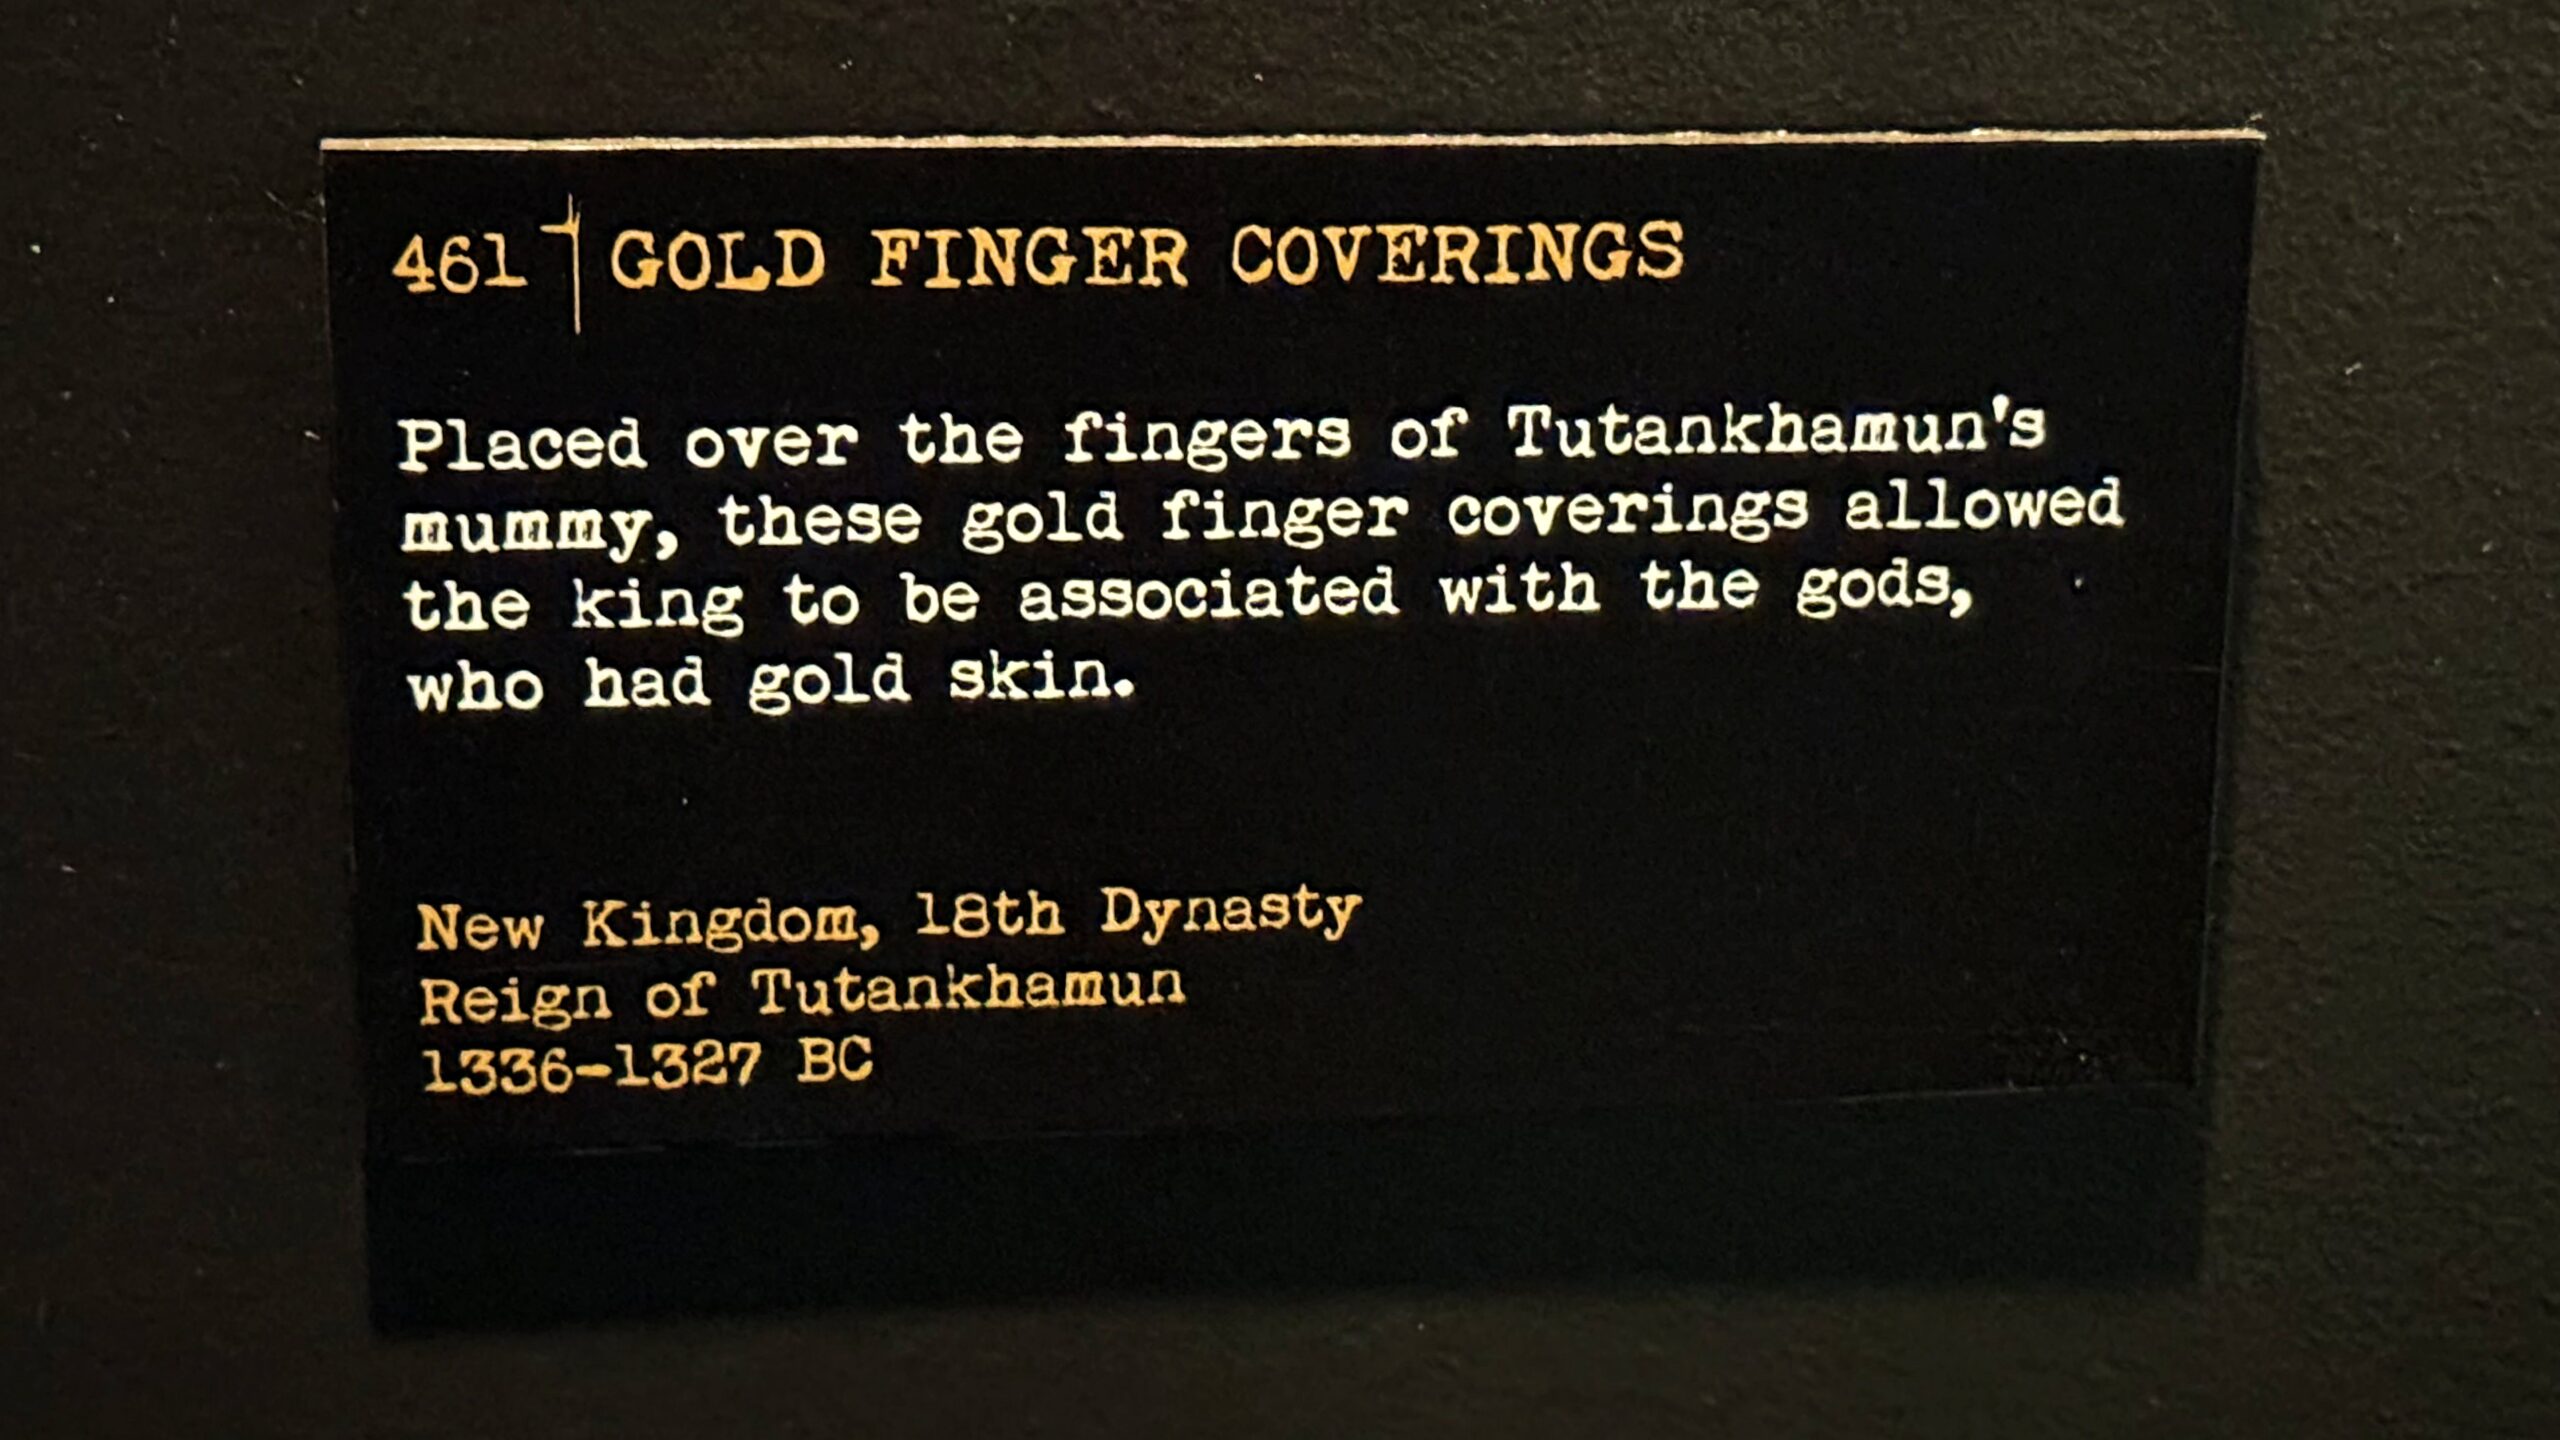 461 GOLD FINGER COVERINGS
Placed over the fingers of Tutankhamun's
mummy, these gold finger coverings allowed
the king to be associated with the gods,
who had gold skin.
New Kingdom, 18th Dynasty
Reign of Tutankhamun
1336-1327 BC